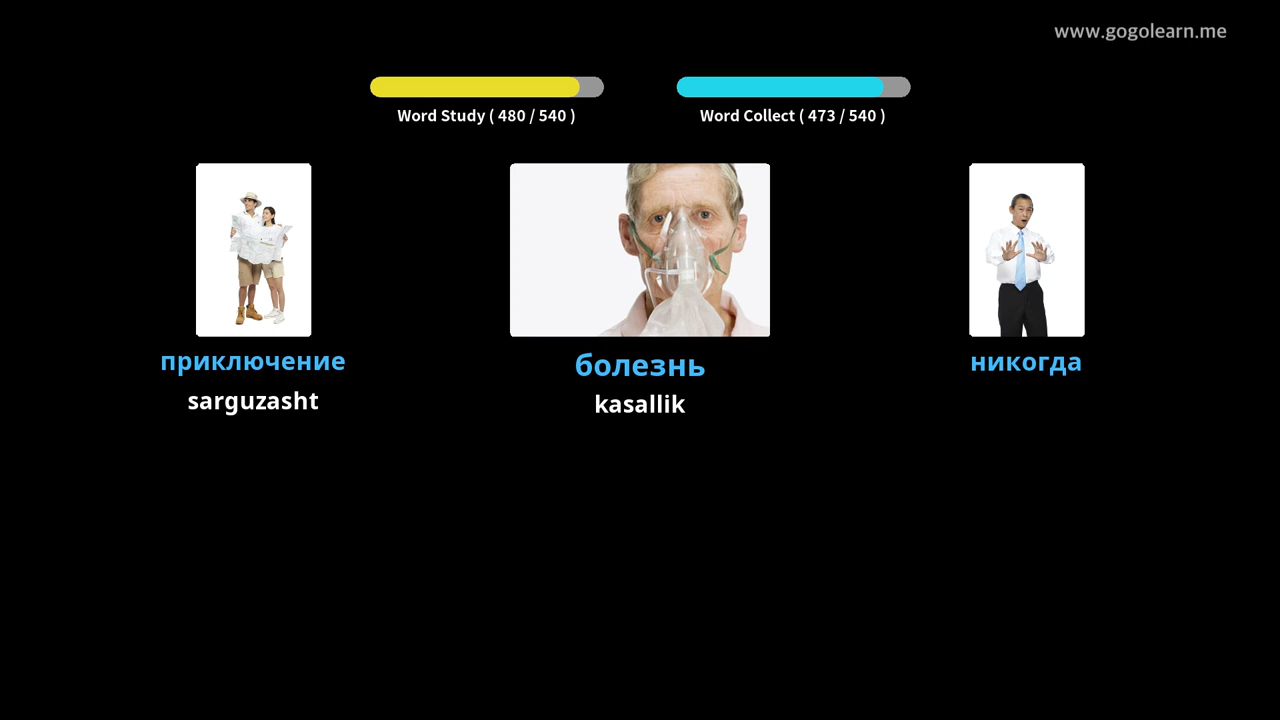 www.gogolearn.me
Word Study ( 480 / 540 )
Word Collect ( 473 / 540 )
приключение
sarguzasht
болезнь
kasallik
никогда